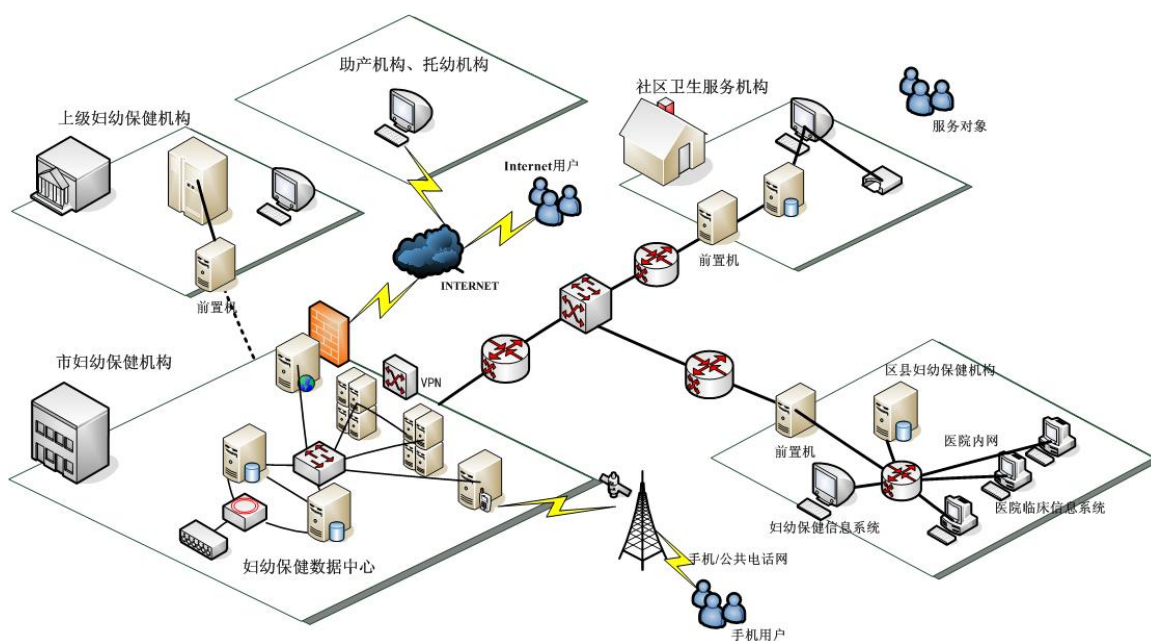 助产机构、托幼机构
社区卫生服务机构
服务对象
上级妇幼保健机构
Internet用户
前置机
INTERNET
前置机
市妇幼保健机构
VPN
区县妇幼保健机构
医院内网
前置机
医院临床信息系统
妇幼保健信息系统
妇幼保健数据中心
手机/公共电话网
手机用户